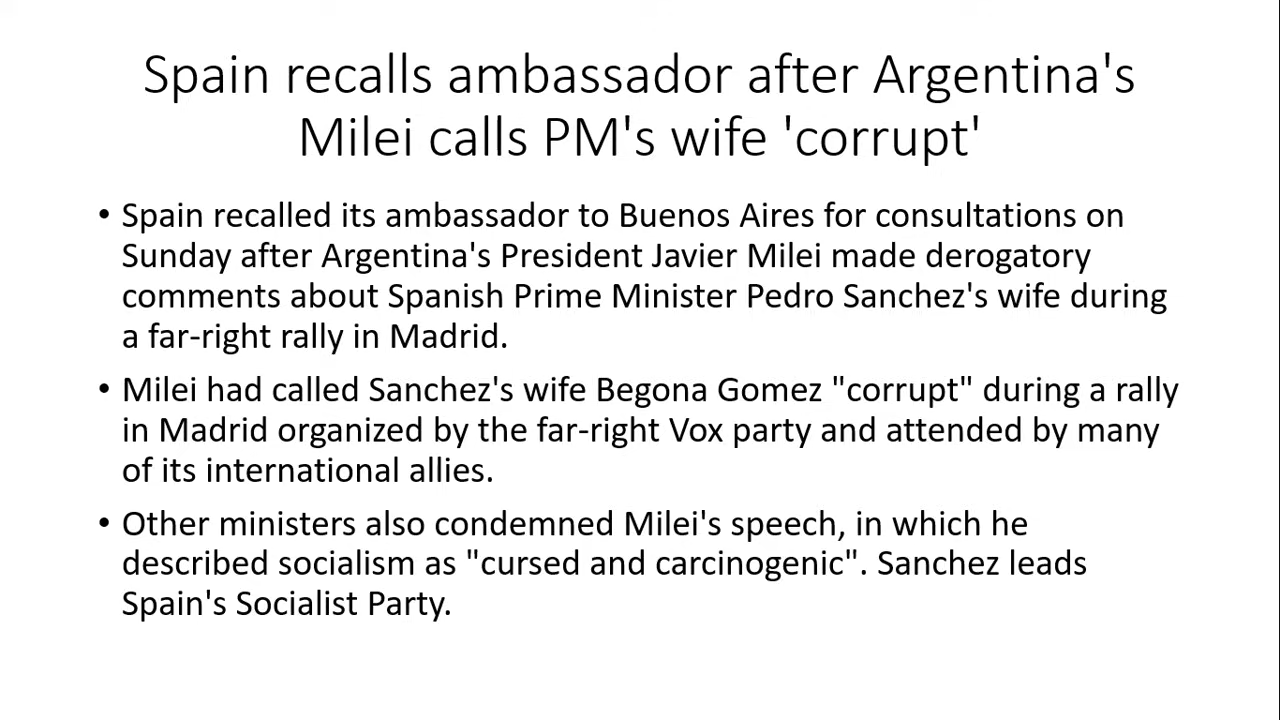 Spain recalls ambassador after Argentina's
Milei calls PM's wife 'corrupt'
• Spain recalled its ambassador to Buenos Aires for consultations on
Sunday after Argentina's President Javier Milei made derogatory
comments about Spanish Prime Minister Pedro Sanchez's wife during
a far-right rally in Madrid.
• Milei had called Sanchez's wife Begona Gomez "corrupt" during a rally
in Madrid organized by the far-right Vox party and attended by many
of its international allies.
• Other ministers also condemned Milei's speech, in which he
described socialism as "cursed and carcinogenic". Sanchez leads
Spain's Socialist Party.